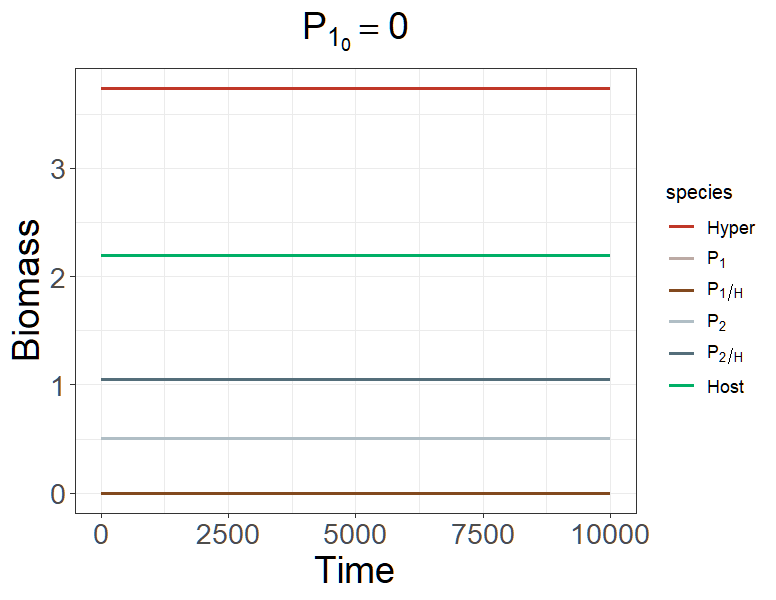 P₁₀ = 0
Biomass
3
2
1
0
0 2500 5000 7500 10000
Time
species
Hyper
P₁
P₁/H
P₂
P₂/H
Host